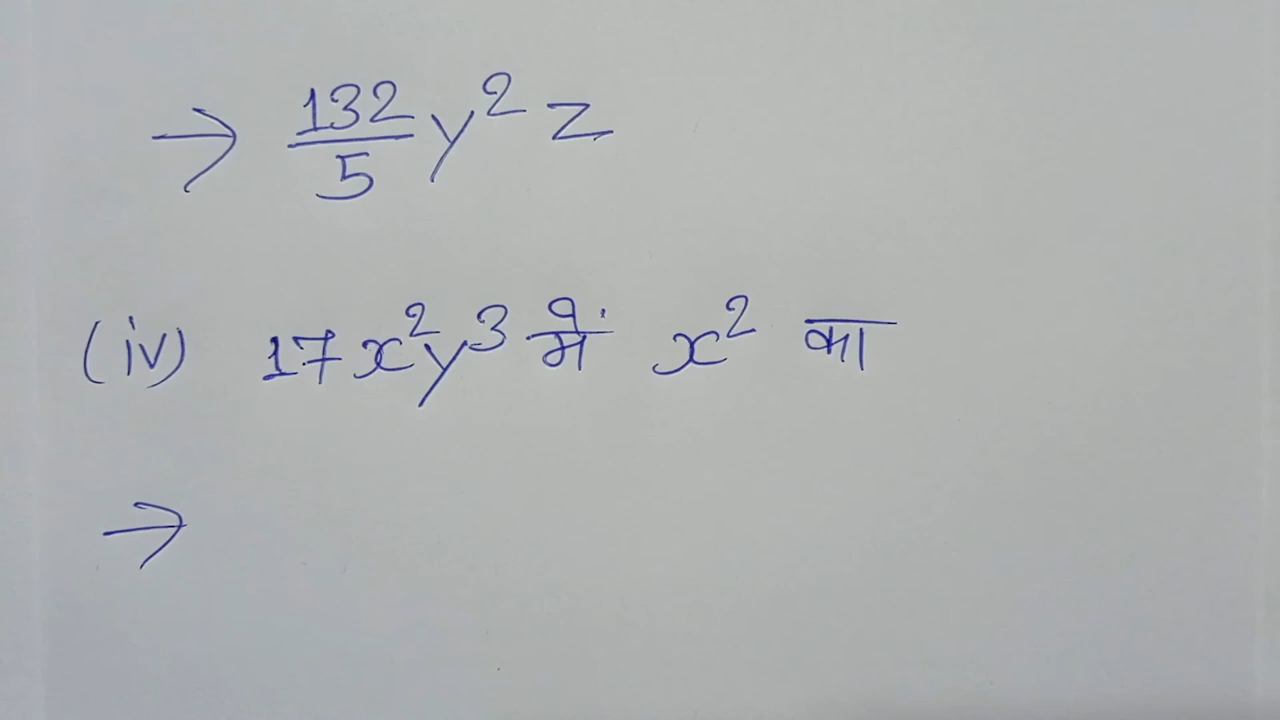 → 132/5 y² z
(iv) 17x²y³ में x² का
→